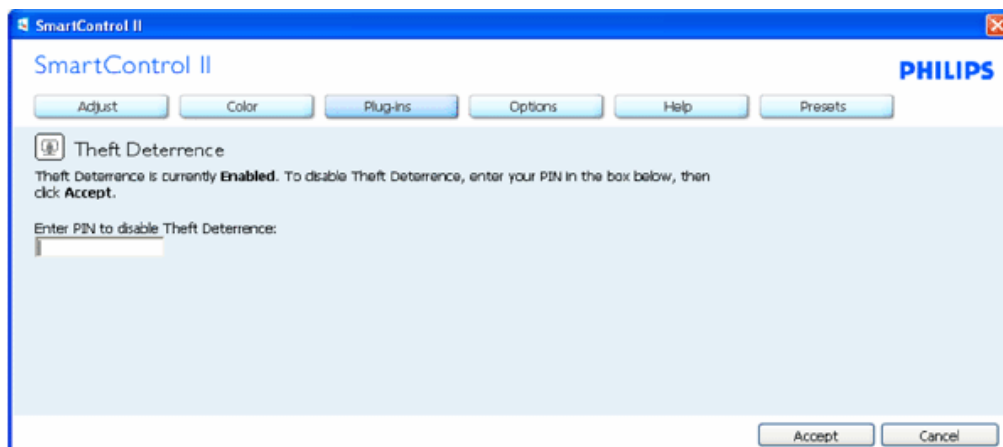 SmartControl II
SmartControl II
PHILIPS
Adjust Color Plug-ins Options Help Presets
Theft Deterrence
Theft Deterrence is currently Enabled. To disable Theft Deterrence, enter your PIN in the box below, then
click Accept.
Enter PIN to disable Theft Deterrence:
Accept Cancel